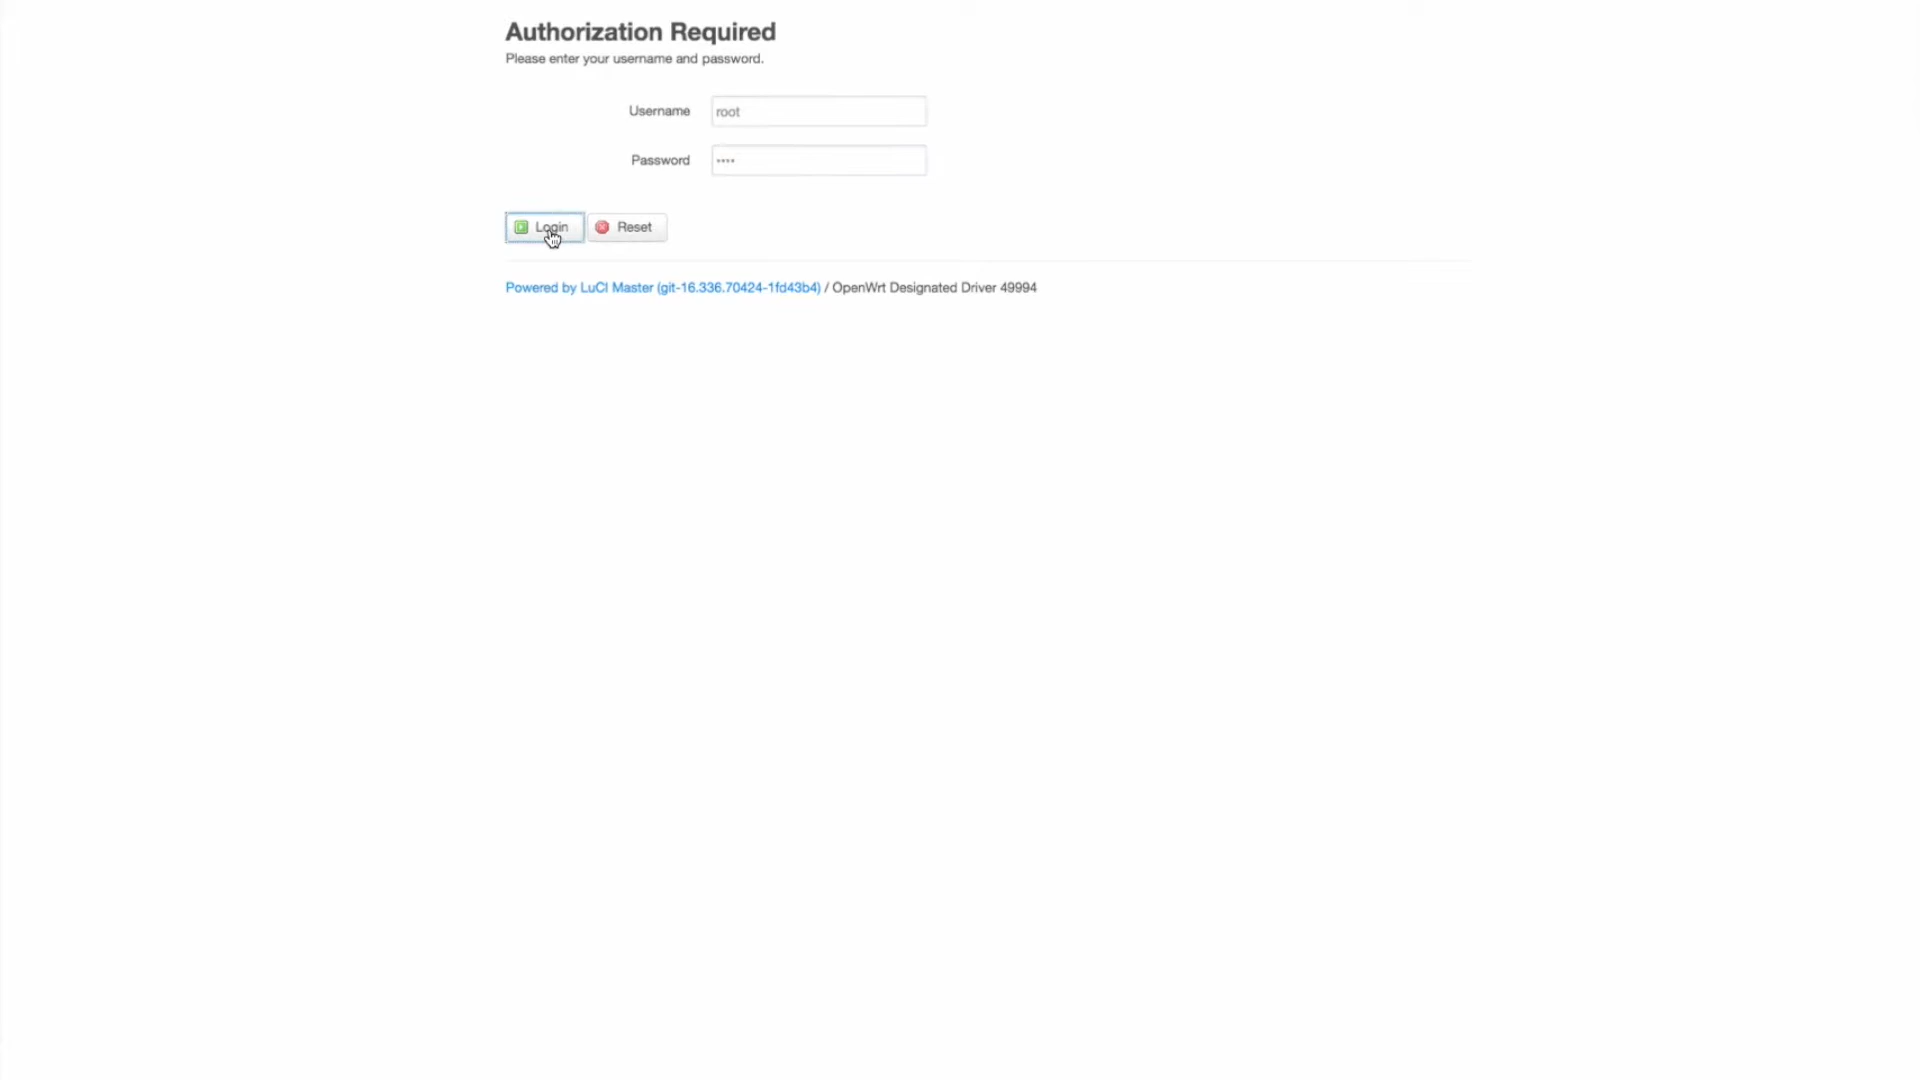 Authorization Required
Please enter your username and password.
Username root
Password ••••
Login Reset
Powered by LuCI Master (git-16.336.70424-1fd43b4) / OpenWrt Designated Driver 49994